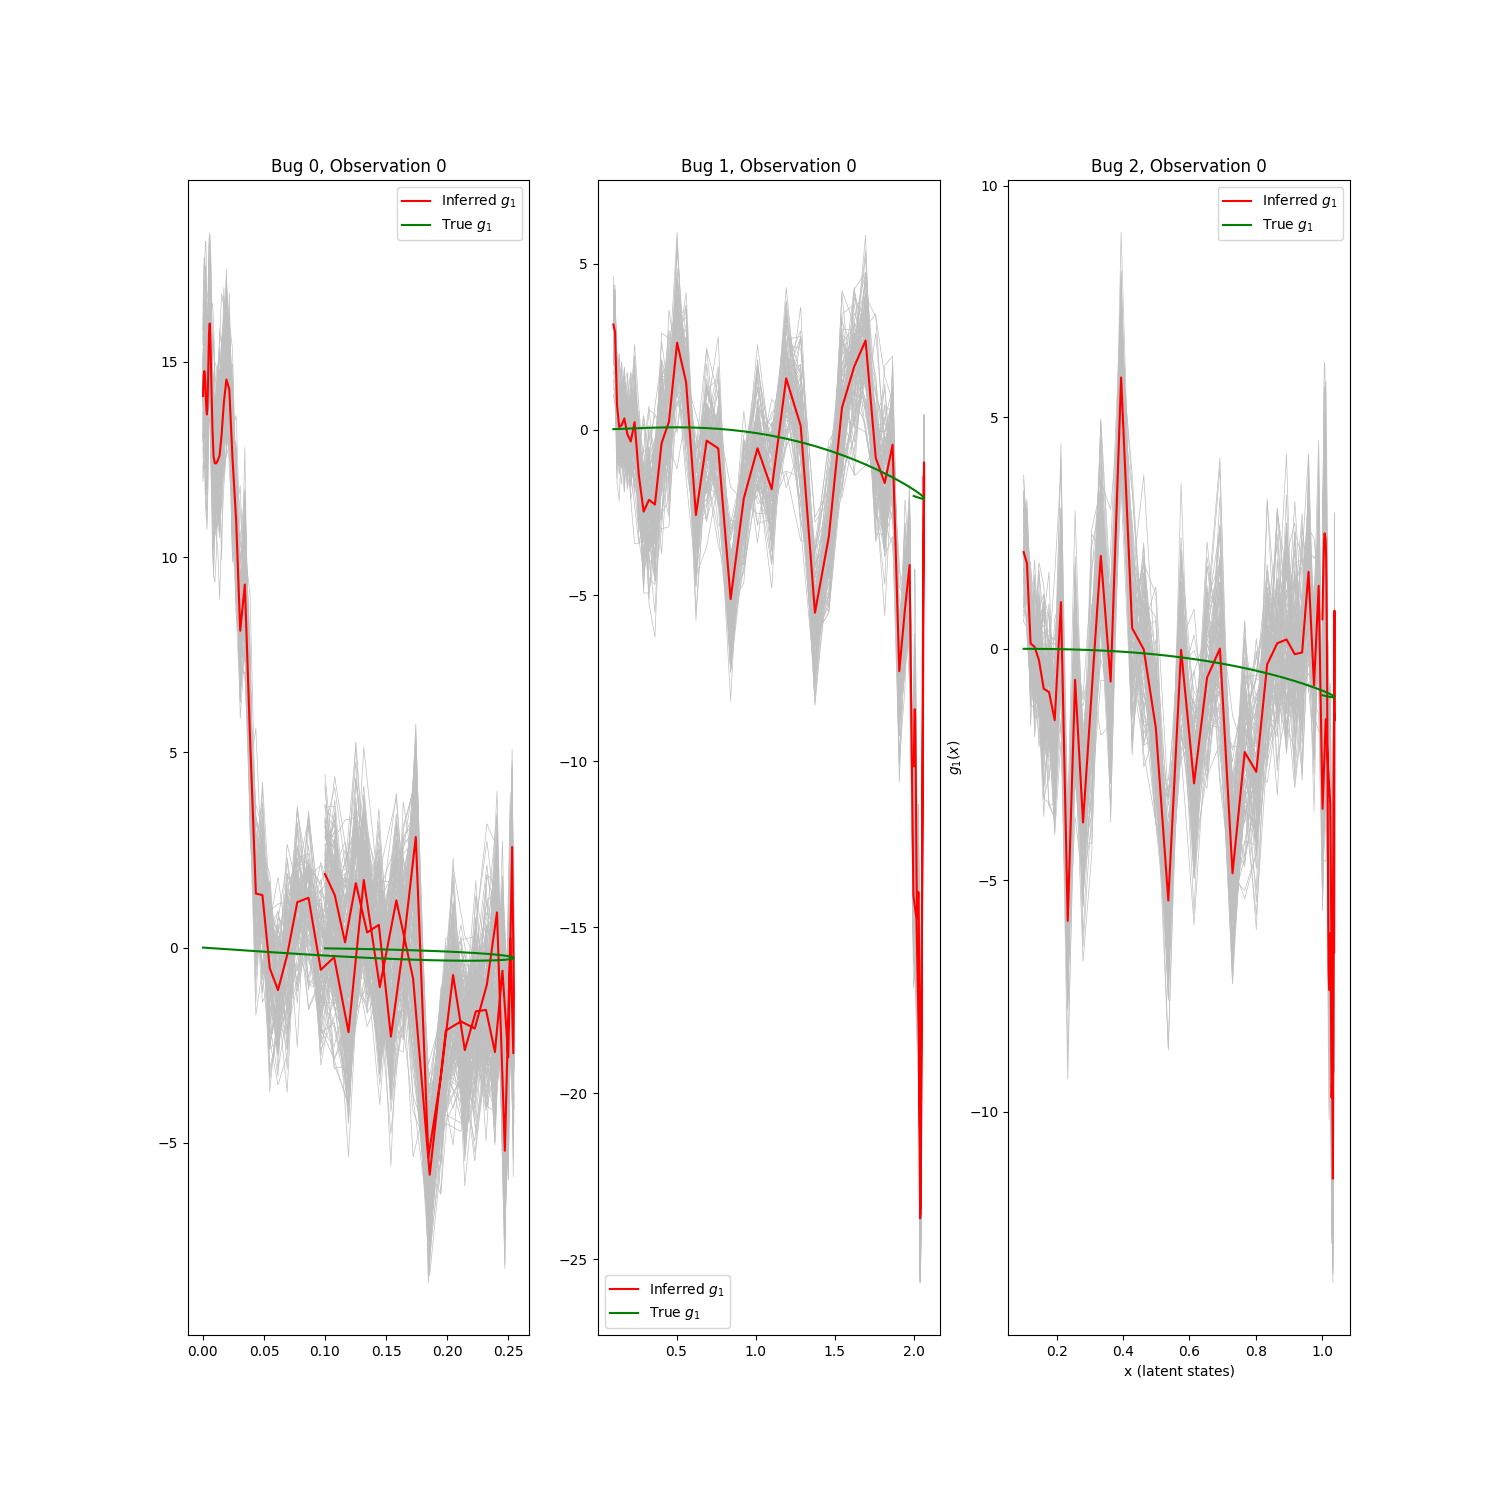 Bug 0, Observation 0
Inferred g₁
True g₁
15
10
5
0
−5
0.00 0.05 0.10 0.15 0.20 0.25
Bug 1, Observation 0
5
0
−5
−10
−15
−20
−25
Inferred g₁
True g₁
0.5 1.0 1.5 2.0
Bug 2, Observation 0
Inferred g₁
True g₁
g₁(x)
10
5
0
−5
−10
0.2 0.4 0.6 0.8 1.0
x (latent states)